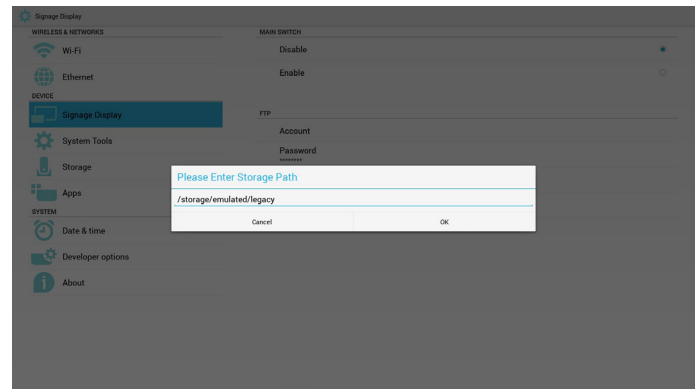 Signage Display
WIRELESS & NETWORKS
Wi-Fi
Ethernet
DEVICE
Signage Display
System Tools
Storage
Apps
SYSTEM
Date & time
Developer options
About
MAIN SWITCH
Disable
Enable
FTP
Account
Password
********
Please Enter Storage Path
/storage/emulated/legacy
Cancel
OK